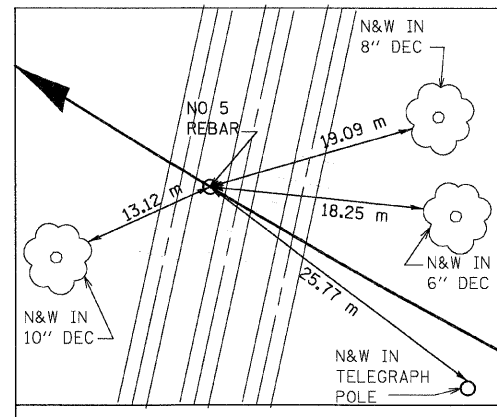 N&W IN
8" DEC
NO 5
REBAR
19.09 m
13.12 m
18.25 m
25.77 m
N&W IN
6" DEC
N&W IN
10" DEC
N&W IN
TELEGRAPH
POLE